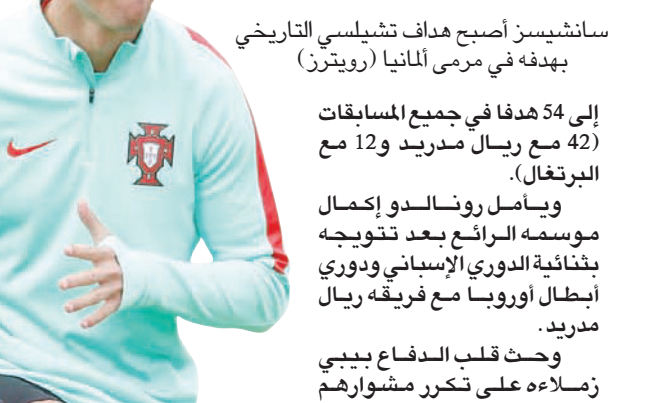 سانشيسز أصبح هداف تشيلسي التاريخي
بهدفه في مرمى ألمانيا (رويترز)
إلى 54 هدفا في جميع المسابقات
(42 مع ريال مدريد و12 مع
البرتغال).
ويأمل رونالدو إكمال
موسمه الرائع بعد تتويجه
بثنائية الدوري الإسباني ودوري
أبطال أوروبا مع فريقه ريال
مدريد.
وحث قلب الدفاع بيبي
زملاءه على تكرر مشوارهم